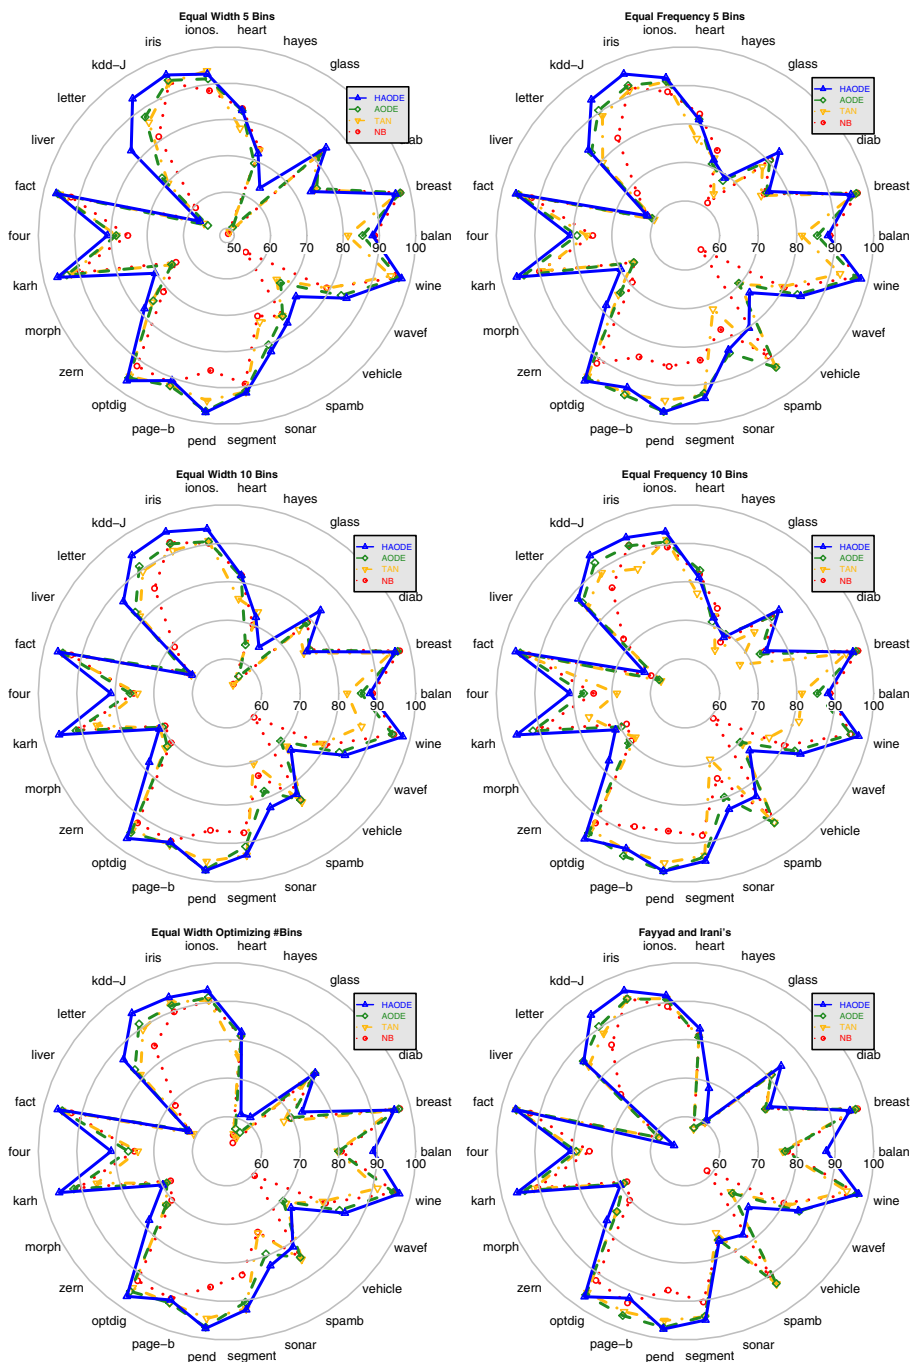 Equal Width 5 Bins
ionos.
heart
iris
hayes
kdd−J
glass
letter
liver
fact
breast
four
balan
karh
wine
morph
wavef
zern
vehicle
optdig
spamb
page−b
sonar
pend
segment
50
60
70
80
90
100
HAODE
AODE
TAN
NB
Equal Frequency 5 Bins
ionos.
heart
iris
hayes
kdd−J
glass
letter
liver
diab
fact
breast
four
balan
karh
wine
morph
wavef
zern
vehicle
optdig
spamb
page−b
sonar
pend
segment
60
70
80
90
100
HAODE
AODE
TAN
NB
Equal Width 10 Bins
ionos.
heart
iris
hayes
kdd−J
glass
letter
liver
diab
fact
breast
four
balan
karh
wine
morph
wavef
zern
vehicle
optdig
spamb
page−b
sonar
pend
segment
60
70
80
90
100
HAODE
AODE
TAN
NB
Equal Frequency 10 Bins
ionos.
heart
iris
hayes
kdd−J
glass
letter
liver
diab
fact
breast
four
balan
karh
wine
morph
wavef
zern
vehicle
optdig
spamb
page−b
sonar
pend
segment
60
70
80
90
100
HAODE
AODE
TAN
NB
Equal Width Optimizing #Bins
ionos.
heart
iris
hayes
kdd−J
glass
letter
liver
diab
fact
breast
four
balan
karh
wine
morph
wavef
zern
vehicle
optdig
spamb
page−b
sonar
pend
segment
60
70
80
90
100
HAODE
AODE
TAN
NB
Fayyad and Irani's
ionos.
heart
iris
hayes
kdd−J
glass
letter
liver
diab
fact
breast
four
balan
karh
wine
morph
wavef
zern
vehicle
optdig
spamb
page−b
sonar
pend
segment
60
70
80
90
100
HAODE
AODE
TAN
NB